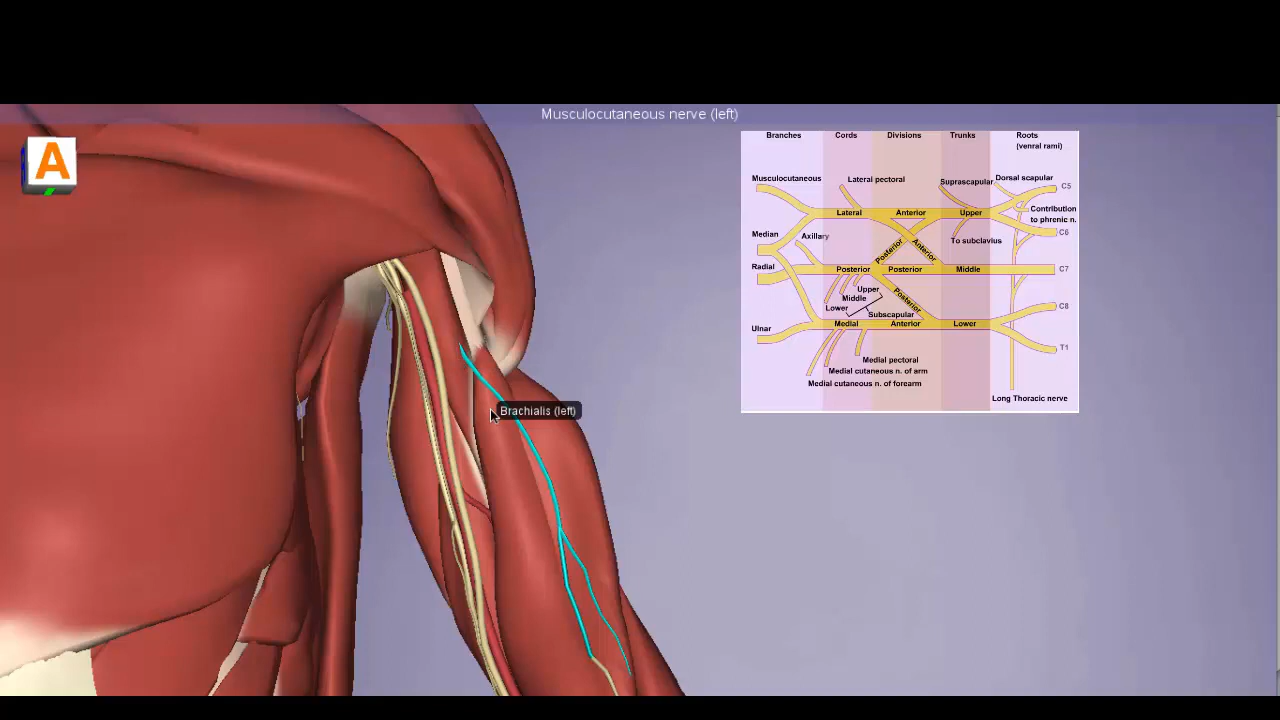 Musculocutaneous nerve (left)
A
Branches Cords Divisions Trunks Roots
(venral rami)
Musculocutaneous Lateral pectoral Suprascapular Dorsal scapular C5
Lateral Anterior Upper Contribution
to phrenic n.
Median Axillary To subclavius C6
Posterior Anterior
Radial Posterior Posterior Middle C7
Upper Posterior
Middle
Lower Subscapular C8
Ulnar Medial Anterior Lower
T1
Medial pectoral
Medial cutaneous n. of arm
Medial cutaneous n. of forearm
Long Thoracic nerve
Brachialis (left)